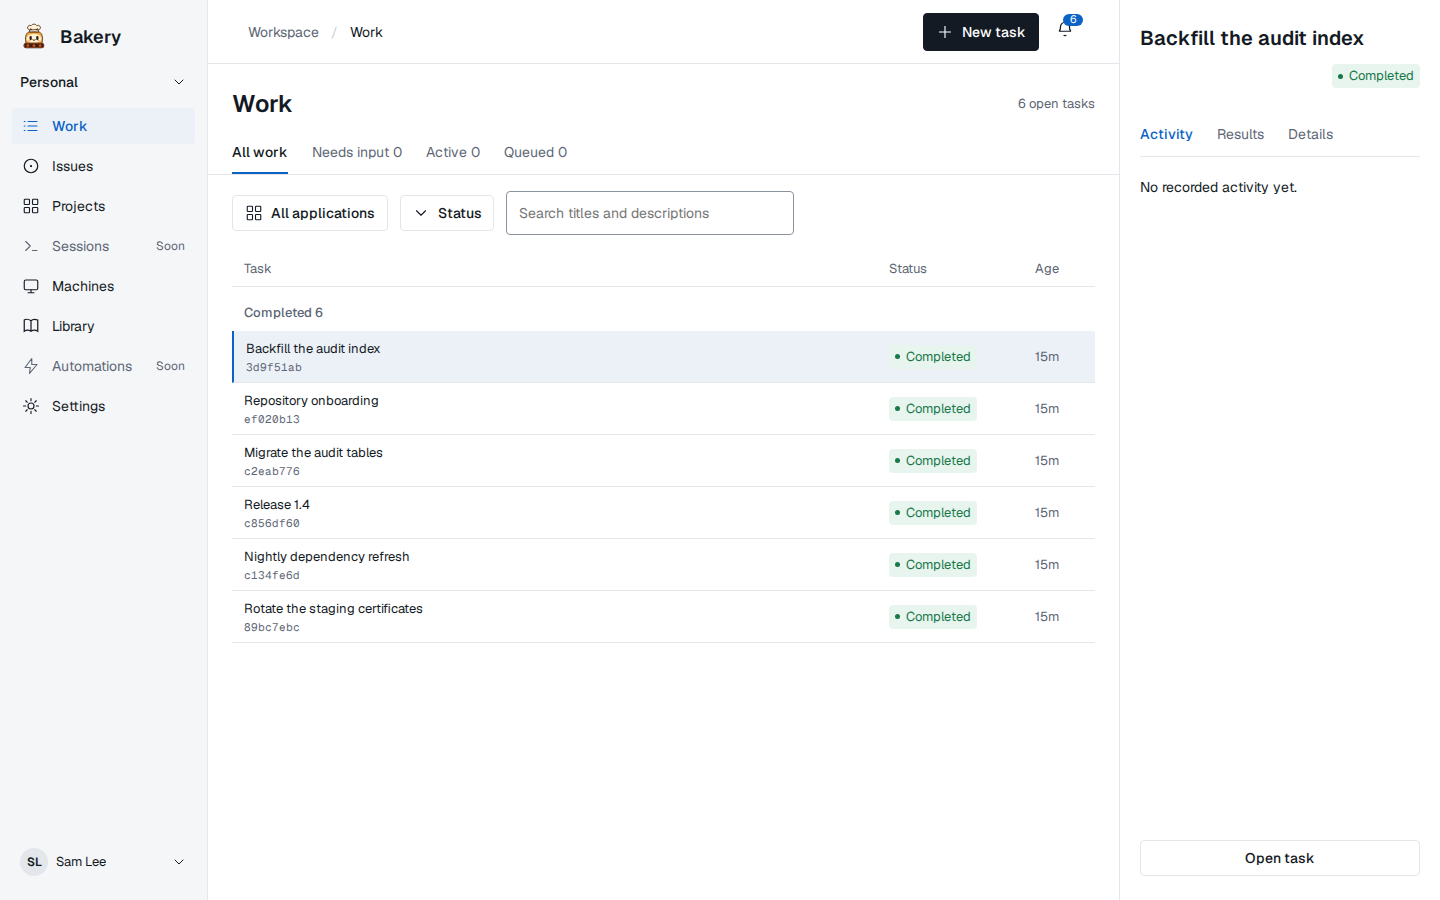 Bakery
Personal
Work
Issues
Projects
Sessions Soon
Machines
Library
Automations Soon
Settings
SL Sam Lee
Workspace / Work
New task
6
Work
6 open tasks
All work Needs input 0 Active 0 Queued 0
All applications Status Search titles and descriptions
Task Status Age
Completed 6
Backfill the audit index
3d9f51ab
Completed 15m
Repository onboarding
ef020b13
Completed 15m
Migrate the audit tables
c2eab776
Completed 15m
Release 1.4
c856df60
Completed 15m
Nightly dependency refresh
c134fe6d
Completed 15m
Rotate the staging certificates
89bc7ebc
Completed 15m
Backfill the audit index
Completed
Activity Results Details
No recorded activity yet.
Open task